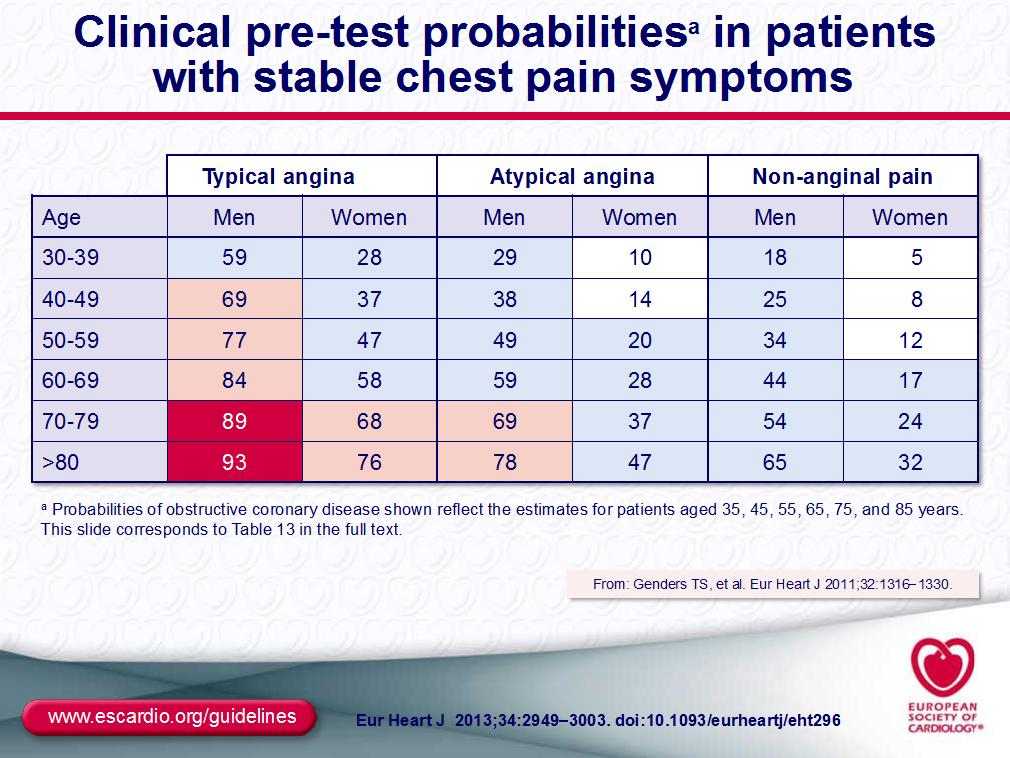 Clinical pre-test probabilitiesᵃ in patients
with stable chest pain symptoms
Typical angina Atypical angina Non-anginal pain
Age Men Women Men Women Men Women
30-39 59 28 29 10 18 5
40-49 69 37 38 14 25 8
50-59 77 47 49 20 34 12
60-69 84 58 59 28 44 17
70-79 89 68 69 37 54 24
>80 93 76 78 47 65 32
ᵃ Probabilities of obstructive coronary disease shown reflect the estimates for patients aged 35, 45, 55, 65, 75, and 85 years.
This slide corresponds to Table 13 in the full text.
From: Genders TS, et al. Eur Heart J 2011;32:1316–1330.
www.escardio.org/guidelines
Eur Heart J 2013;34:2949–3003. doi:10.1093/eurheartj/eht296
EUROPEAN
SOCIETY OF
CARDIOLOGY®